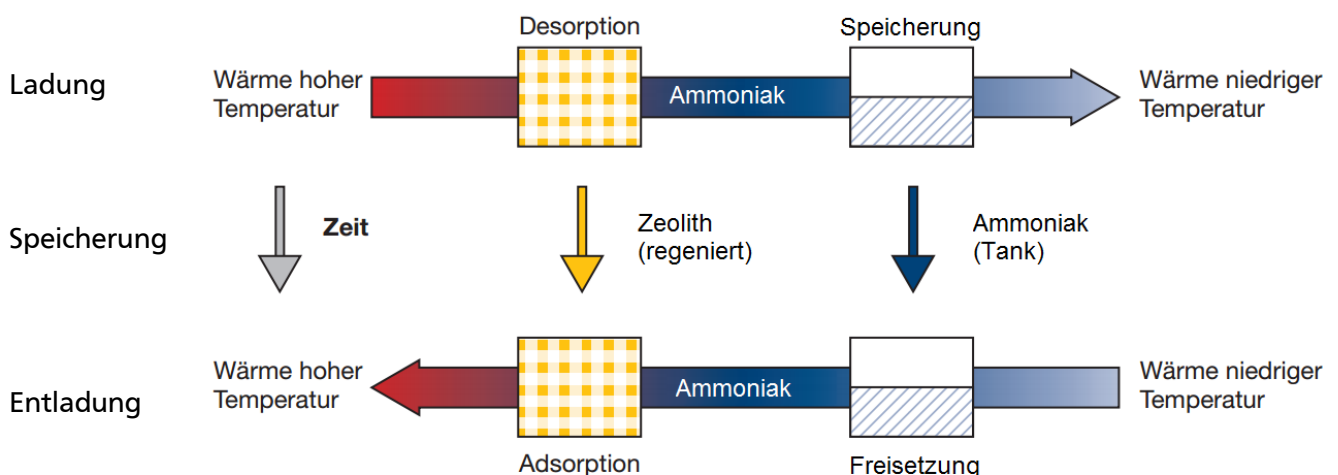 Desorption
Speicherung
Ladung
Wärme hoher
Temperatur
Ammoniak
Wärme niedriger
Temperatur
Speicherung
Zeit
Zeolith
(regeniert)
Ammoniak
(Tank)
Entladung
Wärme hoher
Temperatur
Ammoniak
Wärme niedriger
Temperatur
Adsorption
Freisetzung